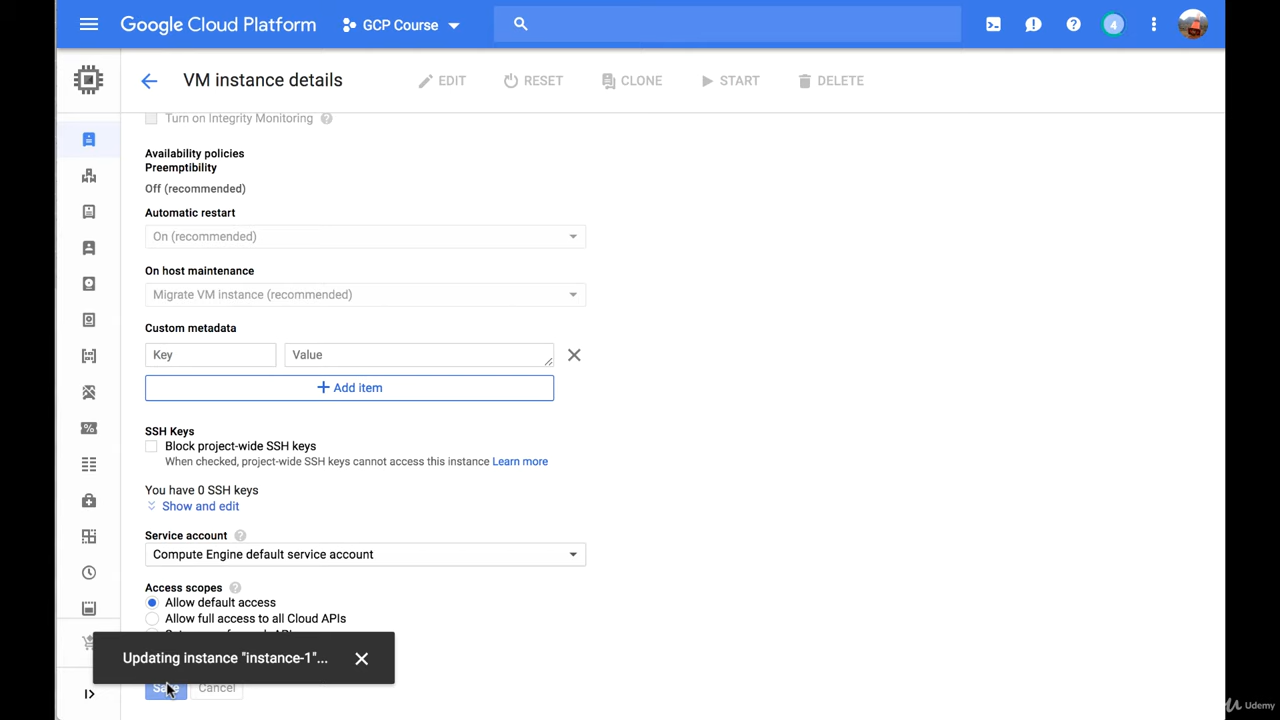 Google Cloud Platform
GCP Course
4
VM instance details
EDIT
RESET
CLONE
START
DELETE
Turn on Integrity Monitoring
Availability policies
Preemptibility
Off (recommended)
Automatic restart
On (recommended)
On host maintenance
Migrate VM instance (recommended)
Custom metadata
Key
Value
Add item
SSH Keys
Block project-wide SSH keys
When checked, project-wide SSH keys cannot access this instance Learn more
You have 0 SSH keys
Show and edit
Service account
Compute Engine default service account
Access scopes
Allow default access
Allow full access to all Cloud APIs
Updating instance "instance-1"...
Save
Cancel
Udemy